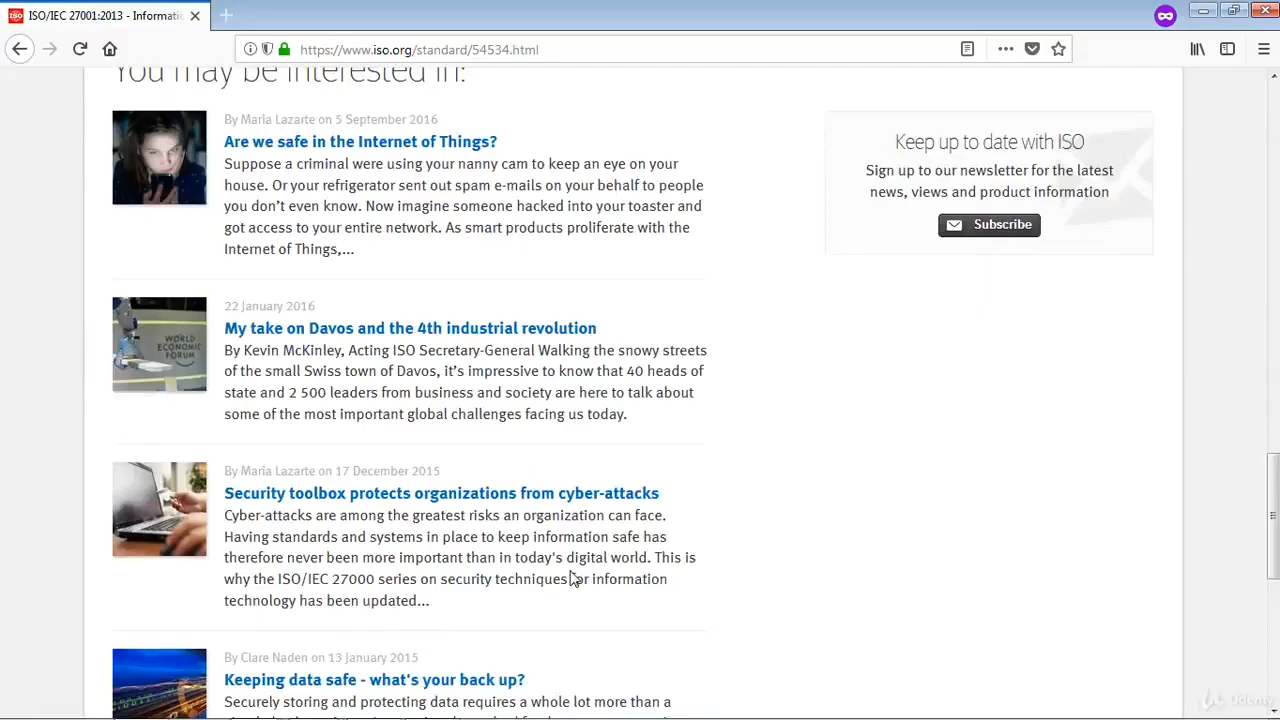 ISO/IEC 27001:2013 - Informatic
https://www.iso.org/standard/54534.html
You may be interested in:
By Maria Lazarte on 5 September 2016
Are we safe in the Internet of Things?
Suppose a criminal were using your nanny cam to keep an eye on your
house. Or your refrigerator sent out spam e-mails on your behalf to people
you don't even know. Now imagine someone hacked into your toaster and
got access to your entire network. As smart products proliferate with the
Internet of Things,...
Keep up to date with ISO
Sign up to our newsletter for the latest
news, views and product information
Subscribe
22 January 2016
My take on Davos and the 4th industrial revolution
By Kevin McKinley, Acting ISO Secretary-General Walking the snowy streets
of the small Swiss town of Davos, it's impressive to know that 40 heads of
state and 2 500 leaders from business and society are here to talk about
some of the most important global challenges facing us today.
WORLD
ECONOMIC
FORUM
By Maria Lazarte on 17 December 2015
Security toolbox protects organizations from cyber-attacks
Cyber-attacks are among the greatest risks an organization can face.
Having standards and systems in place to keep information safe has
therefore never been more important than in today's digital world. This is
why the ISO/IEC 27000 series on security techniques for information
technology has been updated...
By Clare Naden on 13 January 2015
Keeping data safe - what's your back up?
Securely storing and protecting data requires a whole lot more than a
Udemy